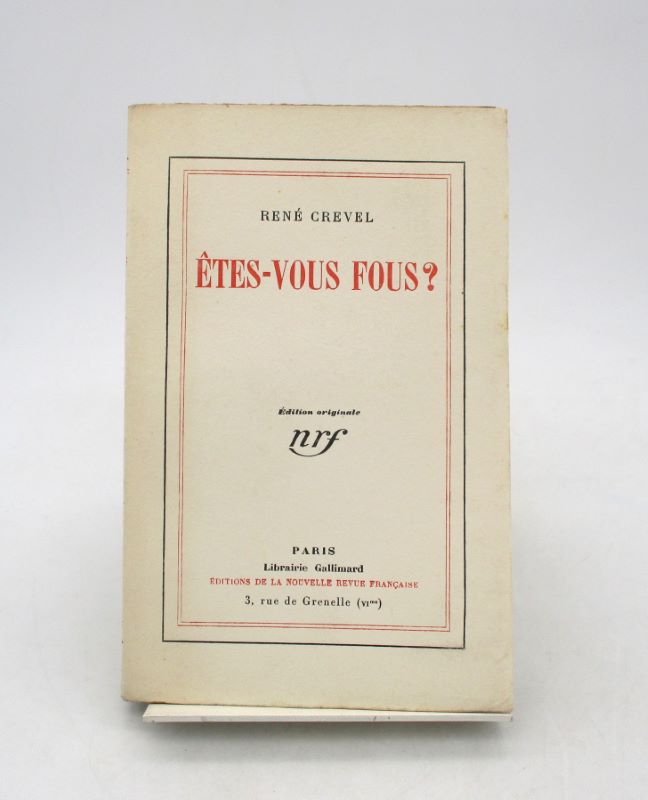 RENÉ CREVEL
ÊTES-VOUS FOUS?
Édition originale
nrf
PARIS
Librairie Gallimard
ÉDITIONS DE LA NOUVELLE REVUE FRANÇAISE
3, rue de Grenelle (VIme)